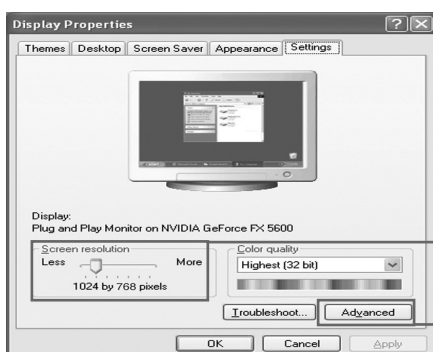 Display Properties
Themes Desktop Screen Saver Appearance Settings
Display:
Plug and Play Monitor on NVIDIA GeForce FX 5600
Screen resolution
Less More
1024 by 768 pixels
Color quality
Highest (32 bit)
Troubleshoot... Advanced
OK Cancel Apply